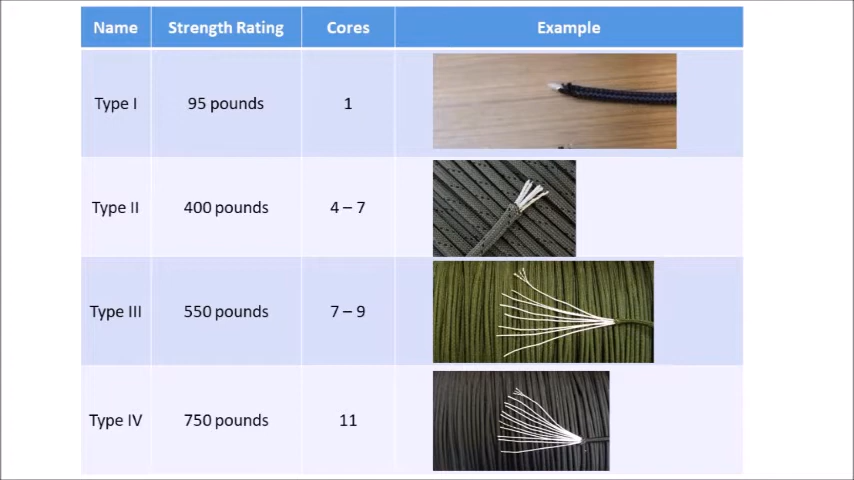 Name Strength Rating Cores Example
Type I 95 pounds 1
Type II 400 pounds 4 – 7
Type III 550 pounds 7 – 9
Type IV 750 pounds 11